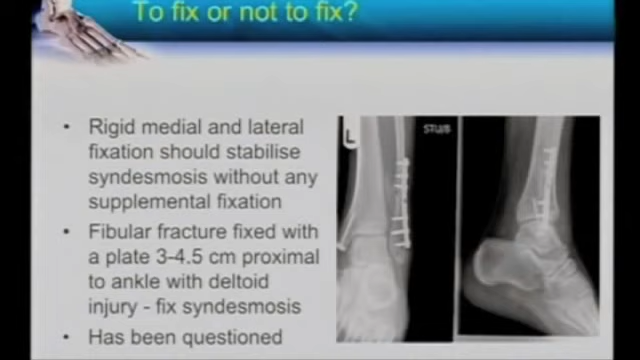 To fix or not to fix?
• Rigid medial and lateral
fixation should stabilise
syndesmosis without any
supplemental fixation
• Fibular fracture fixed with
a plate 3-4.5 cm proximal
to ankle with deltoid
injury - fix syndesmosis
• Has been questioned
L